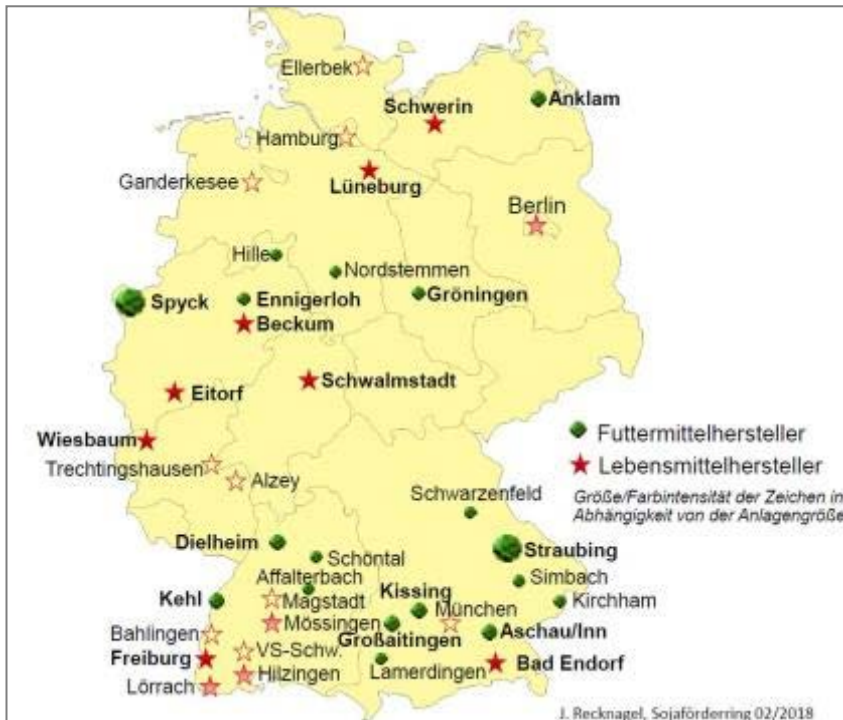 Ellerbek
Schwerin
Anklam
Hamburg
Lüneburg
Ganderkesee
Berlin
Hille
Nordstemmen
Spyck
Ennigerloh
Gröningen
Beckum
Eitorf
Schwalmstadt
Wiesbaum
Futtermittelhersteller
Trechtingshausen
Lebensmittelhersteller
Alzey
Schwarzenfeld
Größe/Farbintensität der Zeichen in
Abhängigkeit von der Anlagengröße
Dielheim
Straubing
Schöntal
Affalterbach
Simbach
Kehl
Magstadt
Kissing
München
Kirchham
Bahlingen
Mössingen
Großaitingen
Aschau/Inn
Freiburg
VS-Schw.
Lamerdingen
Bad Endorf
Lörrach
Hilzingen
J. Recknagel, Sojaförderring 02/2018